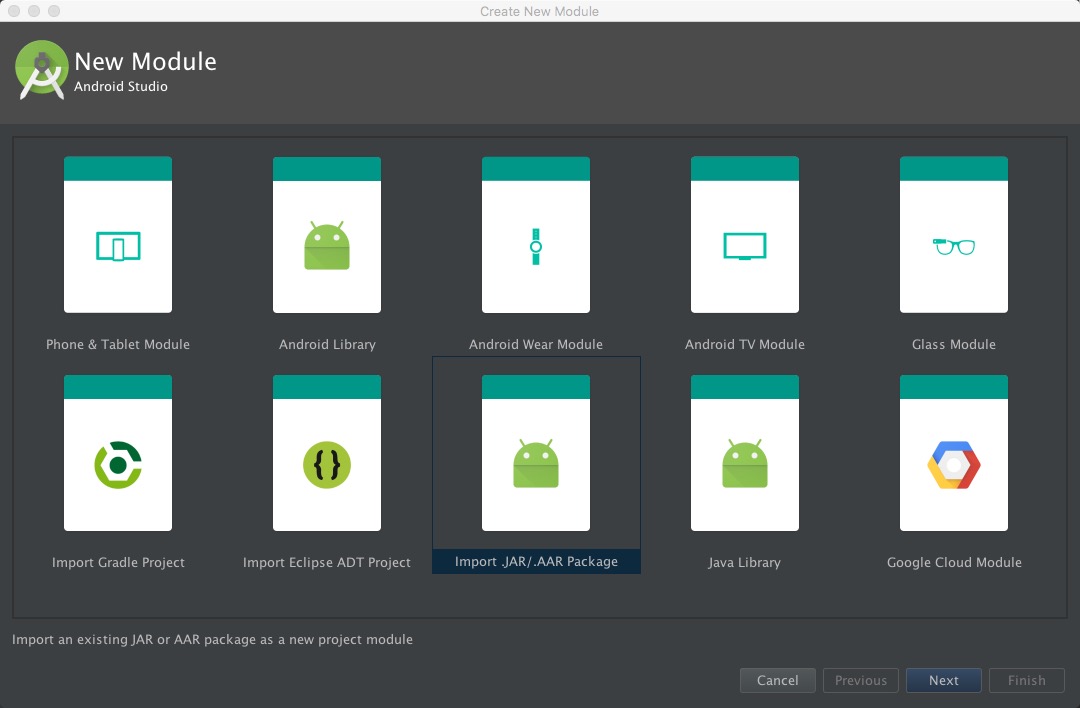 Create New Module
New Module
Android Studio
Phone & Tablet Module
Android Library
Android Wear Module
Android TV Module
Glass Module
Import Gradle Project
Import Eclipse ADT Project
Import .JAR/.AAR Package
Java Library
Google Cloud Module
Import an existing JAR or AAR package as a new project module
Cancel
Previous
Next
Finish